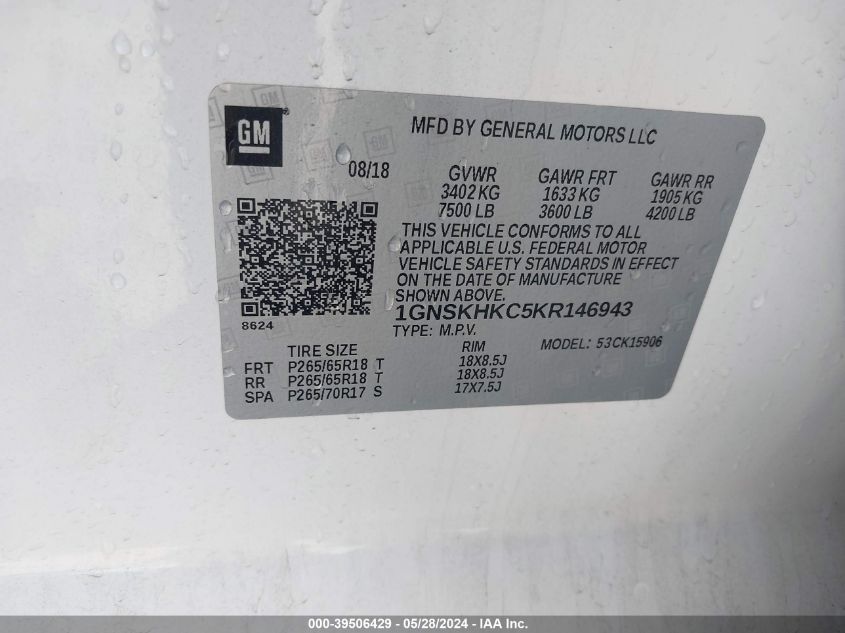 GM
MFD BY GENERAL MOTORS LLC
08/18 GVWR GAWR FRT GAWR RR
3402 KG 1633 KG 1905 KG
7500 LB 3600 LB 4200 LB
THIS VEHICLE CONFORMS TO ALL
APPLICABLE U.S. FEDERAL MOTOR
VEHICLE SAFETY STANDARDS IN EFFECT
ON THE DATE OF MANUFACTURE
SHOWN ABOVE.
1GNSKHKC5KR146943
8624
TYPE: M.P.V. MODEL: 53CK15906
TIRE SIZE RIM
FRT P265/65R18 T 18X8.5J
RR P265/65R18 T 18X8.5J
SPA P265/70R17 S 17X7.5J
000-39506429 - 05/28/2024 - IAA Inc.